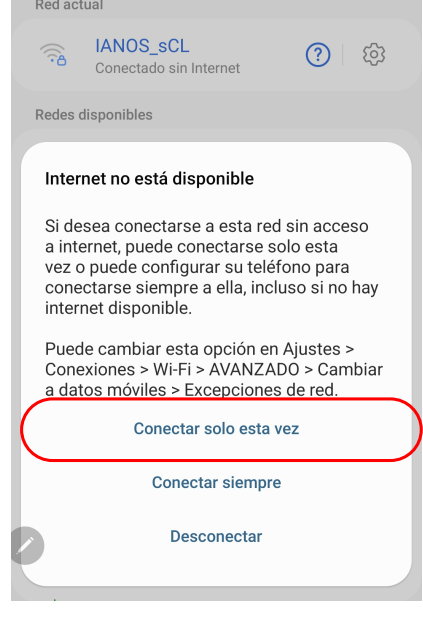 Red actual
IANOS_sCL
Conectado sin Internet
Redes disponibles
Internet no está disponible
Si desea conectarse a esta red sin acceso
a internet, puede conectarse solo esta
vez o puede configurar su teléfono para
conectarse siempre a ella, incluso si no hay
internet disponible.
Puede cambiar esta opción en Ajustes >
Conexiones > Wi-Fi > AVANZADO > Cambiar
a datos móviles > Excepciones de red.
Conectar solo esta vez
Conectar siempre
Desconectar